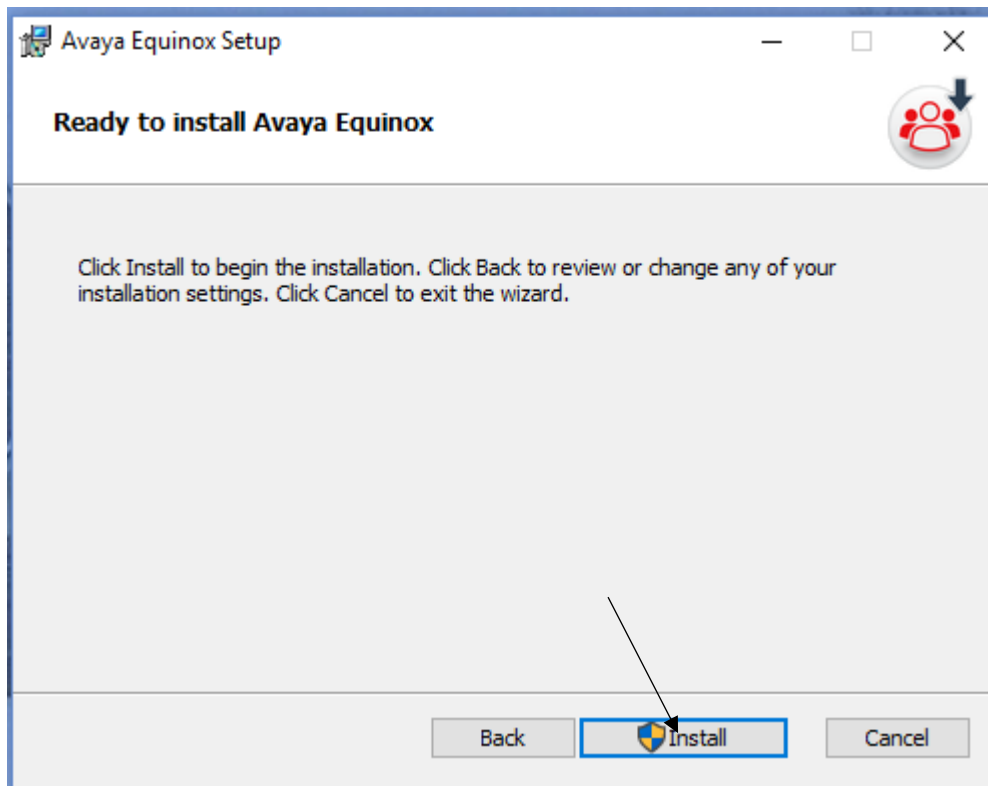 Avaya Equinox Setup
Ready to install Avaya Equinox
Click Install to begin the installation. Click Back to review or change any of your
installation settings. Click Cancel to exit the wizard.
Back Install Cancel